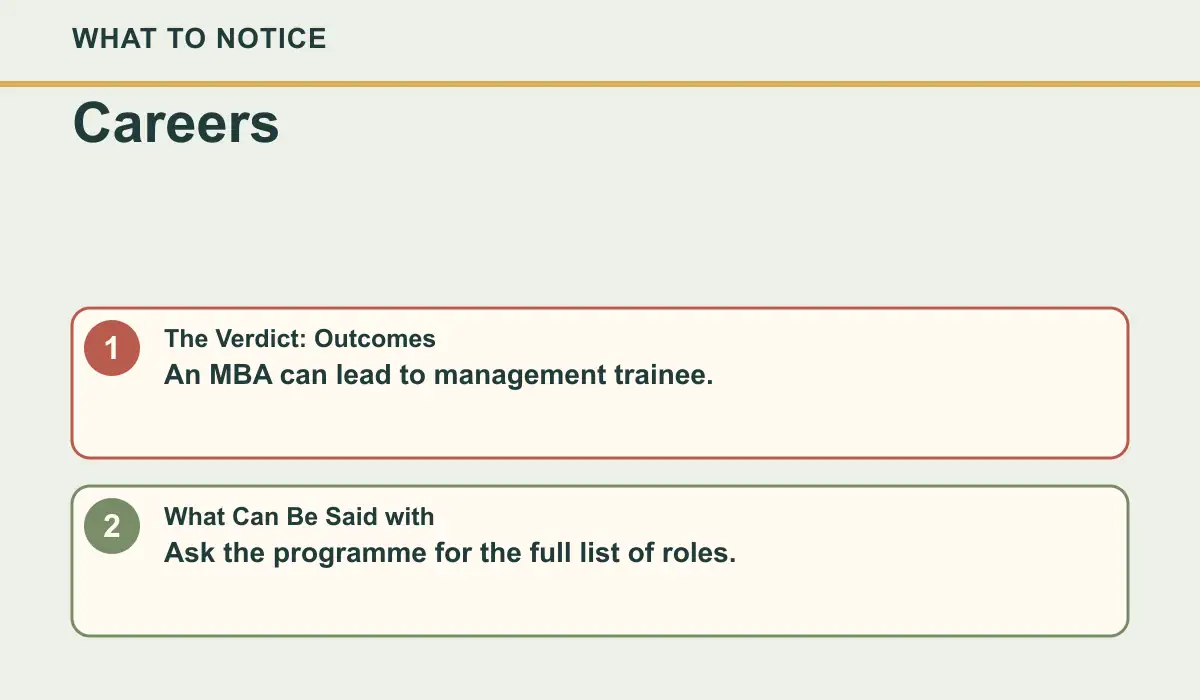 WHAT TO NOTICE
Careers
1
The Verdict: Outcomes
An MBA can lead to management trainee.
2
What Can Be Said with
Ask the programme for the full list of roles.